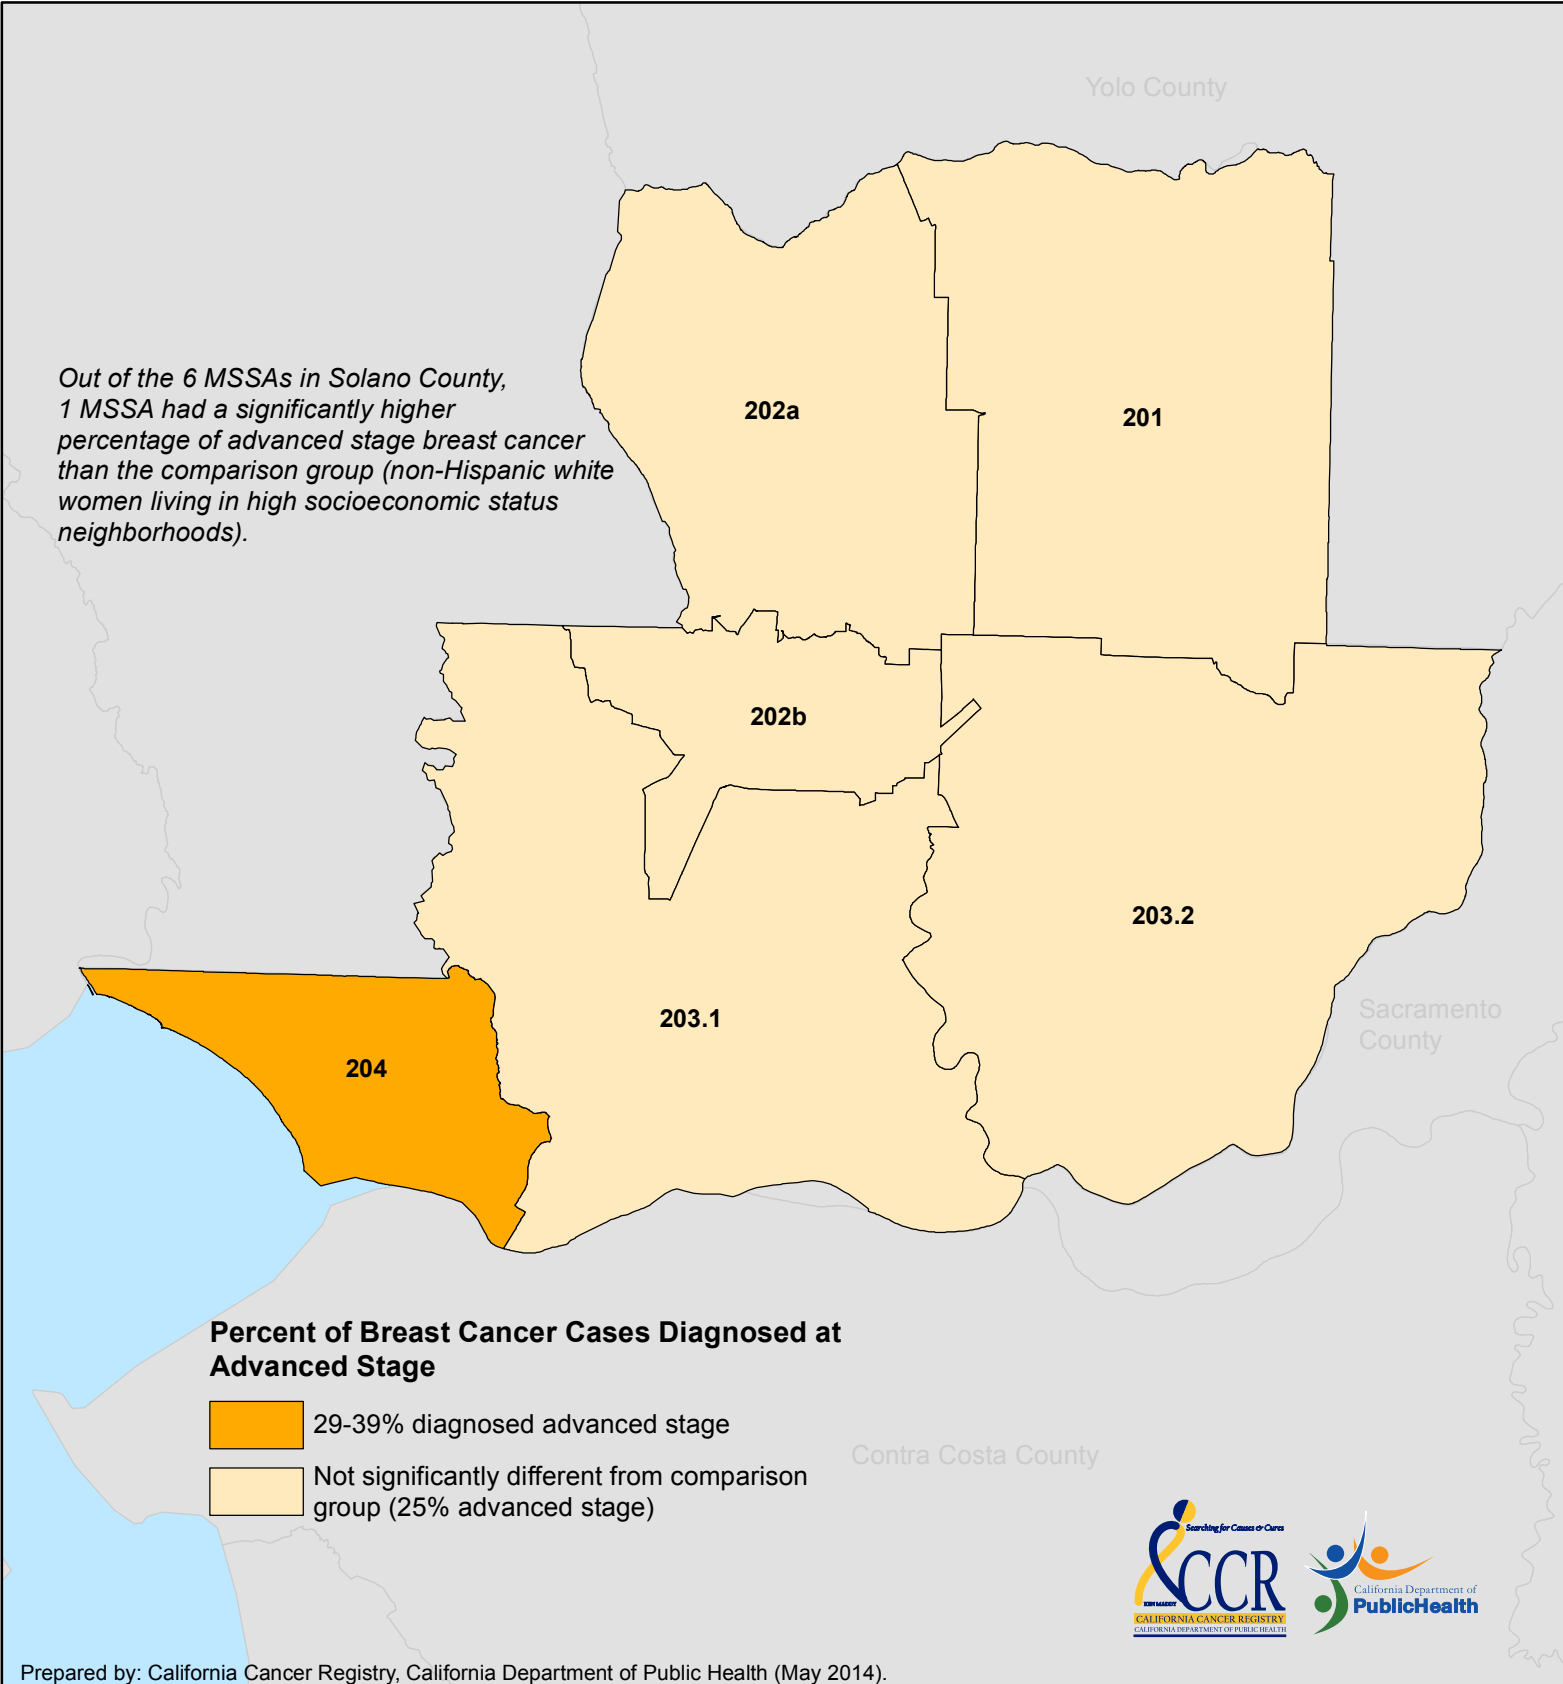 Yolo County
Out of the 6 MSSAs in Solano County,
1 MSSA had a significantly higher
percentage of advanced stage breast cancer
than the comparison group (non-Hispanic white
women living in high socioeconomic status
neighborhoods).
202a
201
202b
203.2
203.1
Sacramento
County
204
Percent of Breast Cancer Cases Diagnosed at
Advanced Stage
29-39% diagnosed advanced stage
Not significantly different from comparison
group (25% advanced stage)
Contra Costa County
Searching for Causes & Cures
CCR
KEN MADDY
CALIFORNIA CANCER REGISTRY
CALIFORNIA DEPARTMENT OF PUBLIC HEALTH
California Department of
PublicHealth
Prepared by: California Cancer Registry, California Department of Public Health (May 2014).